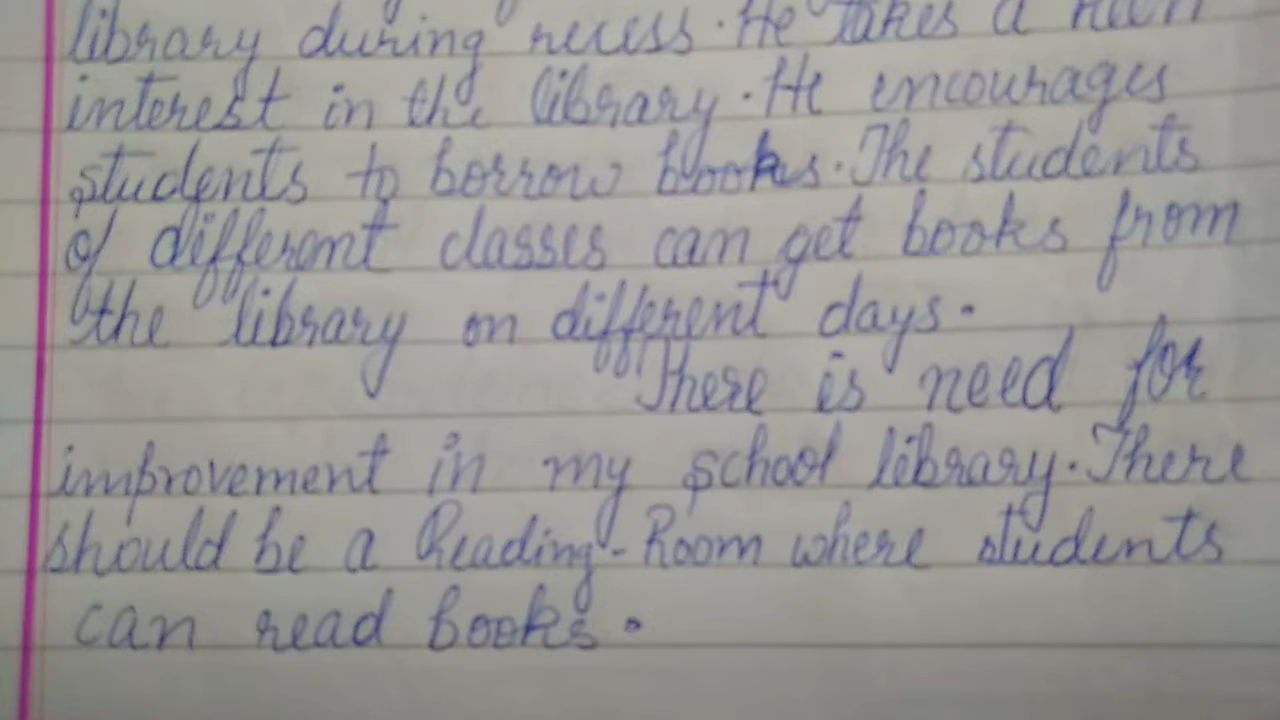 library during recess. He takes a keen
interest in the library. He encourages
students to borrow books. The students
of different classes can get books from
the library on different days.
There is need for
improvement in my school library. There
should be a Reading-Room where students
can read books.